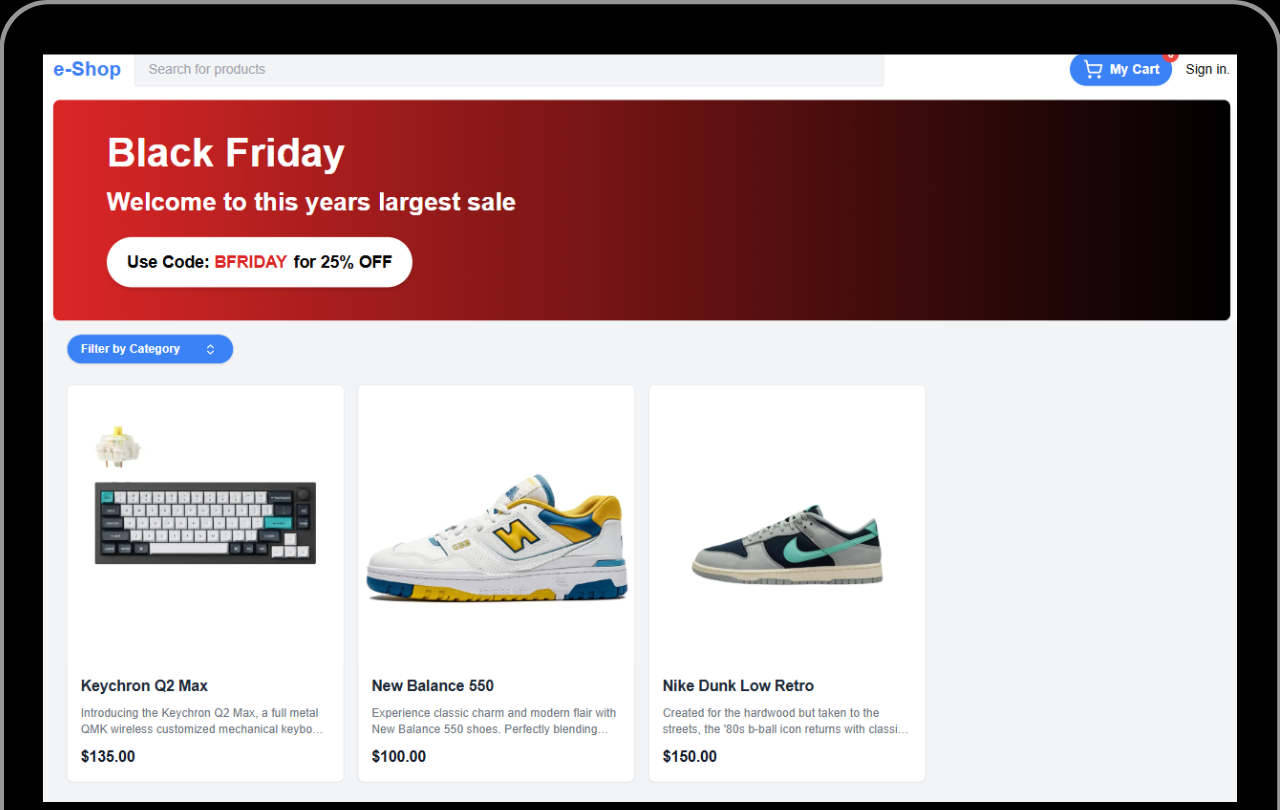 e-Shop
Search for products
My Cart
Sign in.
Black Friday
Welcome to this years largest sale
Use Code: BFRIDAY for 25% OFF
Filter by Category
Keychron Q2 Max
Introducing the Keychron Q2 Max, a full metal
QMK wireless customized mechanical keybo...
$135.00
New Balance 550
Experience classic charm and modern flair with
New Balance 550 shoes. Perfectly blending...
$100.00
Nike Dunk Low Retro
Created for the hardwood but taken to the
streets, the '80s b-ball icon returns with classi...
$150.00